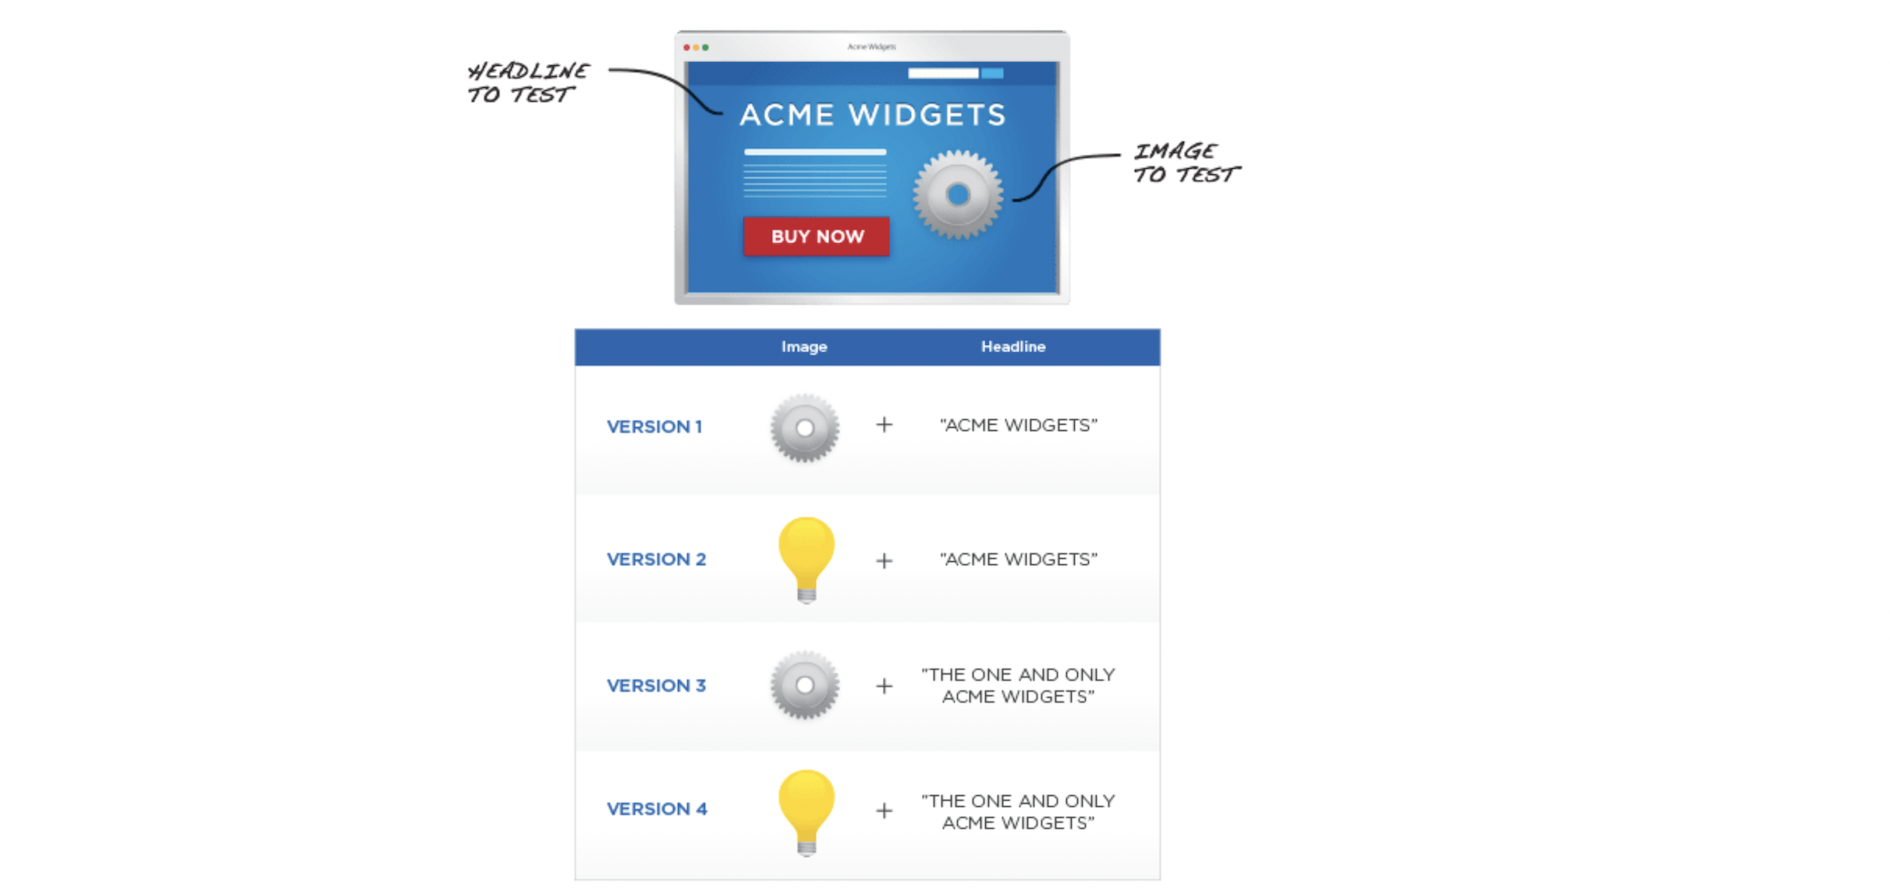 Acme Widgets
HEADLINE
TO TEST
ACME WIDGETS
IMAGE
TO TEST
BUY NOW
Image Headline
VERSION 1 + "ACME WIDGETS”
VERSION 2 + "ACME WIDGETS”
VERSION 3 + "THE ONE AND ONLY
ACME WIDGETS”
VERSION 4 + "THE ONE AND ONLY
ACME WIDGETS”